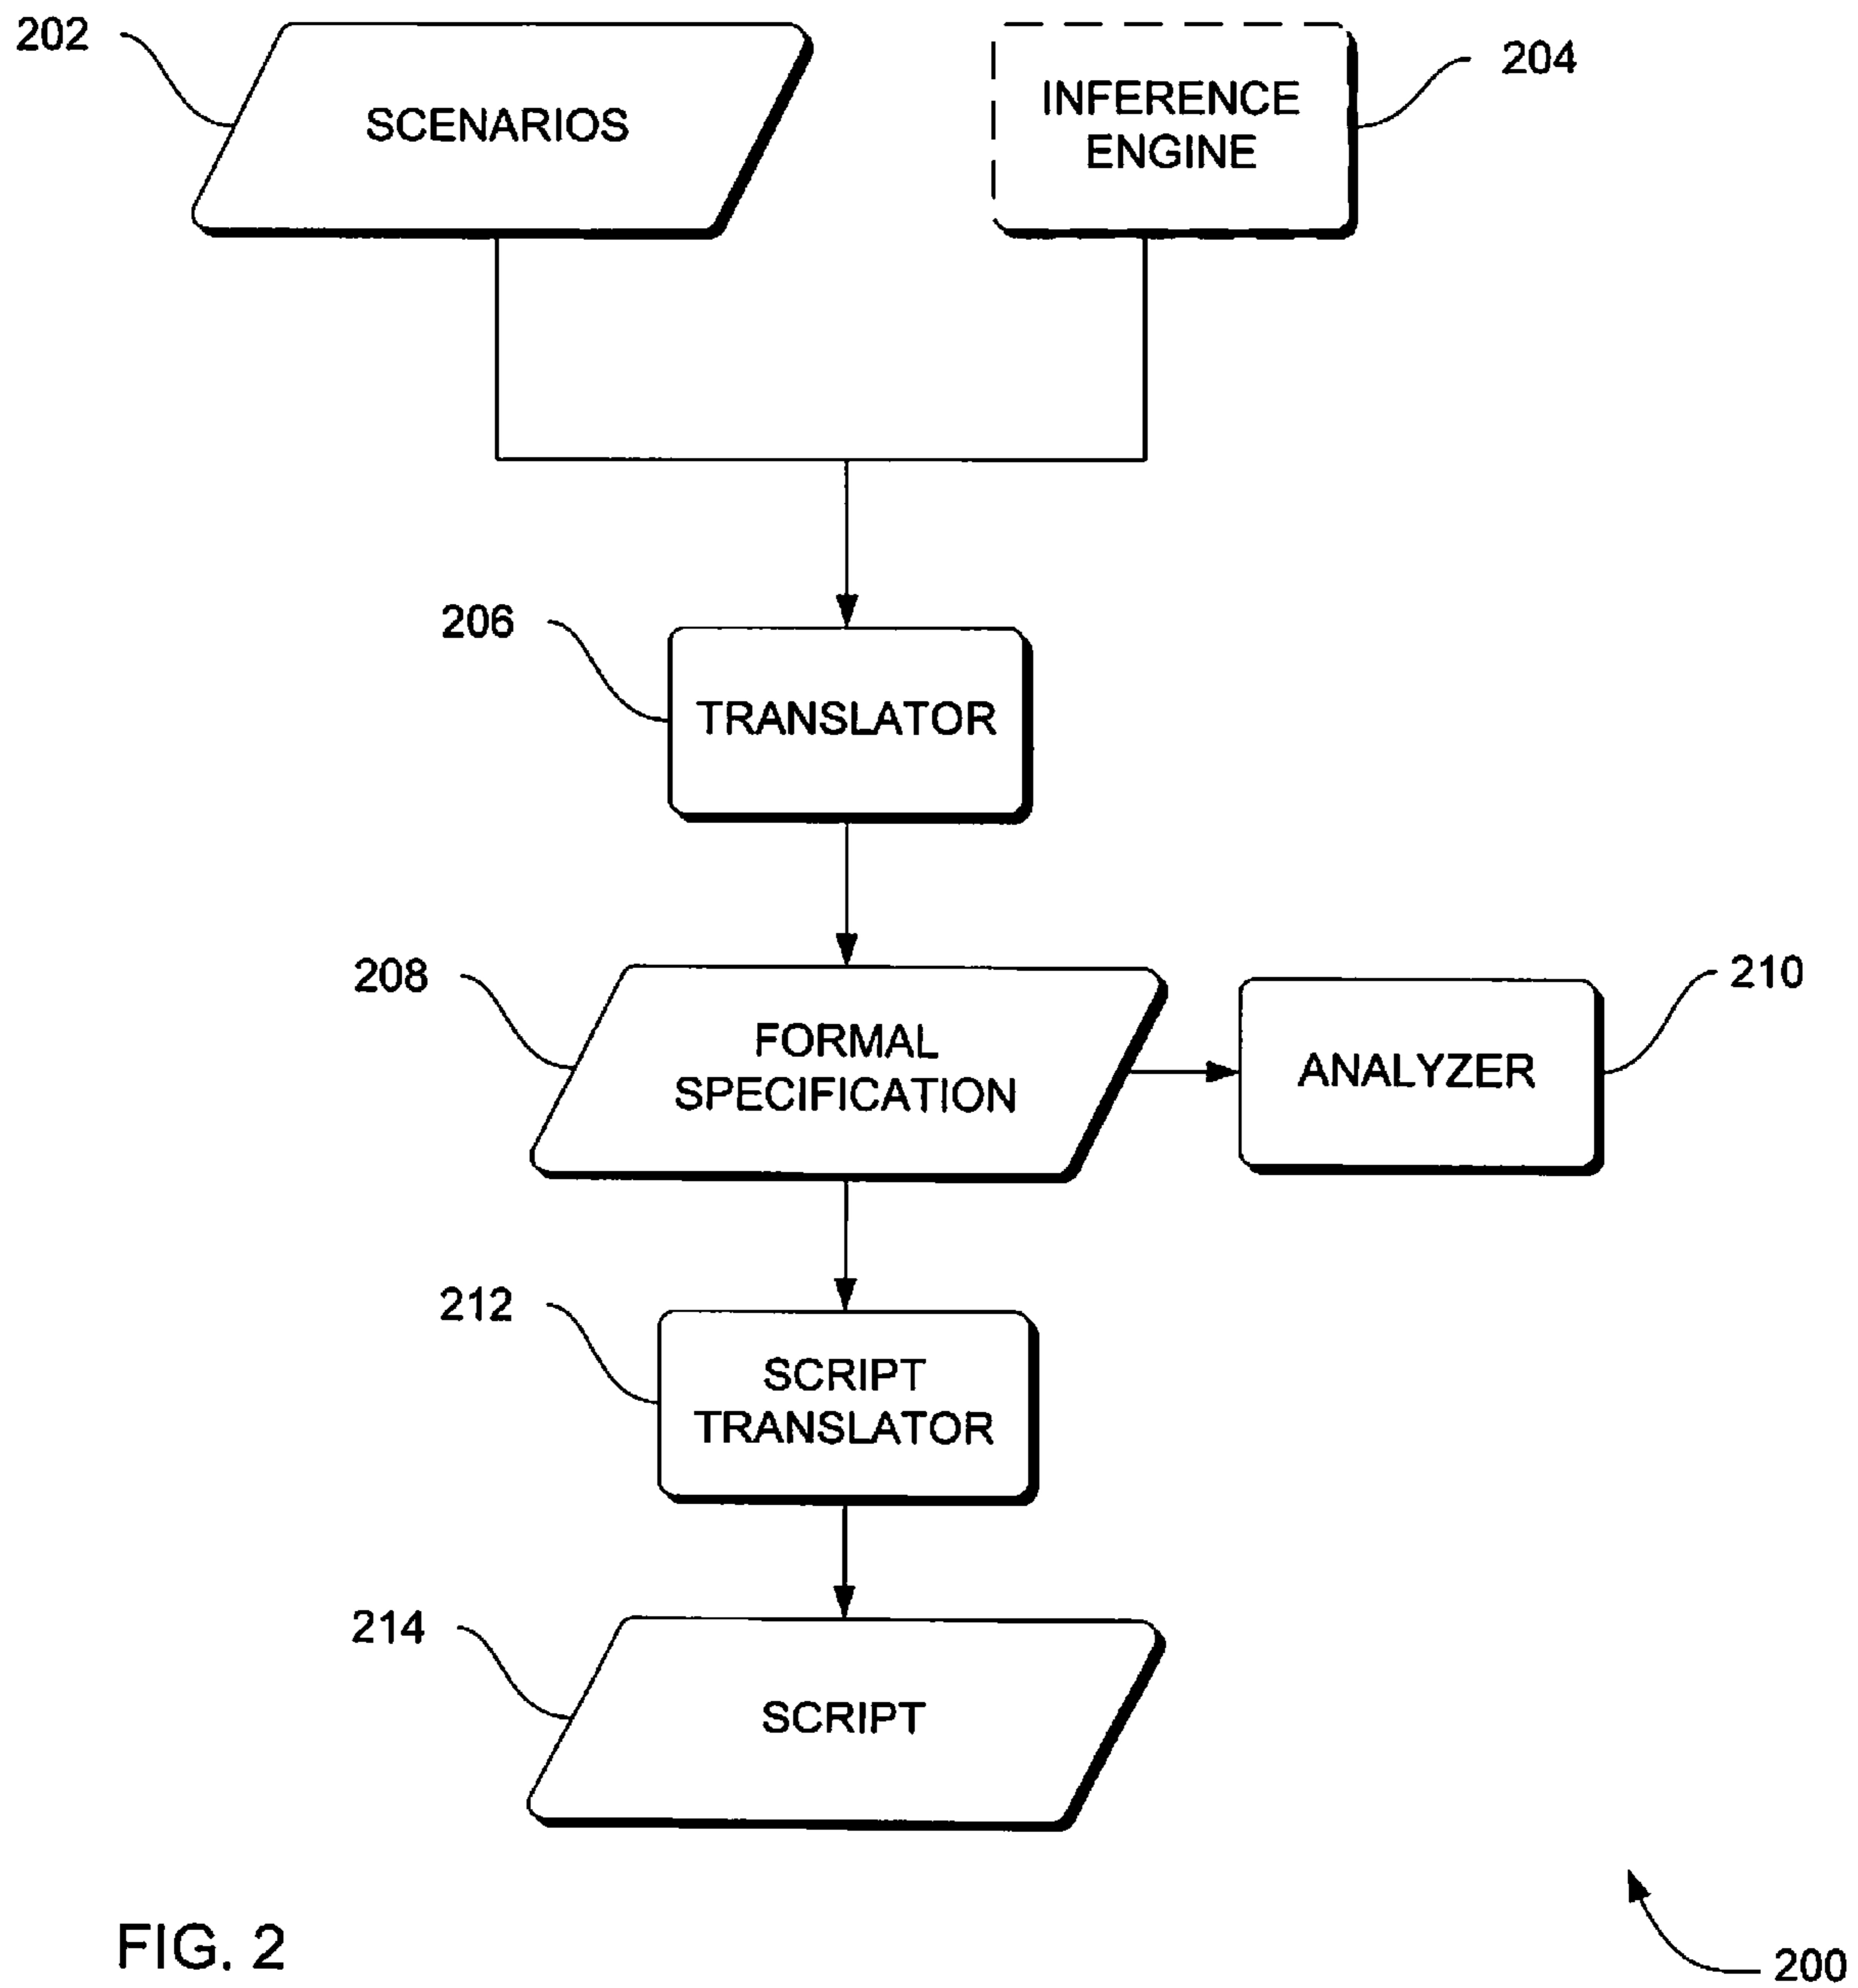 202
SCENARIOS
INFERENCE
ENGINE
204
206
TRANSLATOR
208
FORMAL
SPECIFICATION
ANALYZER
210
212
SCRIPT
TRANSLATOR
214
SCRIPT
FIG. 2
200